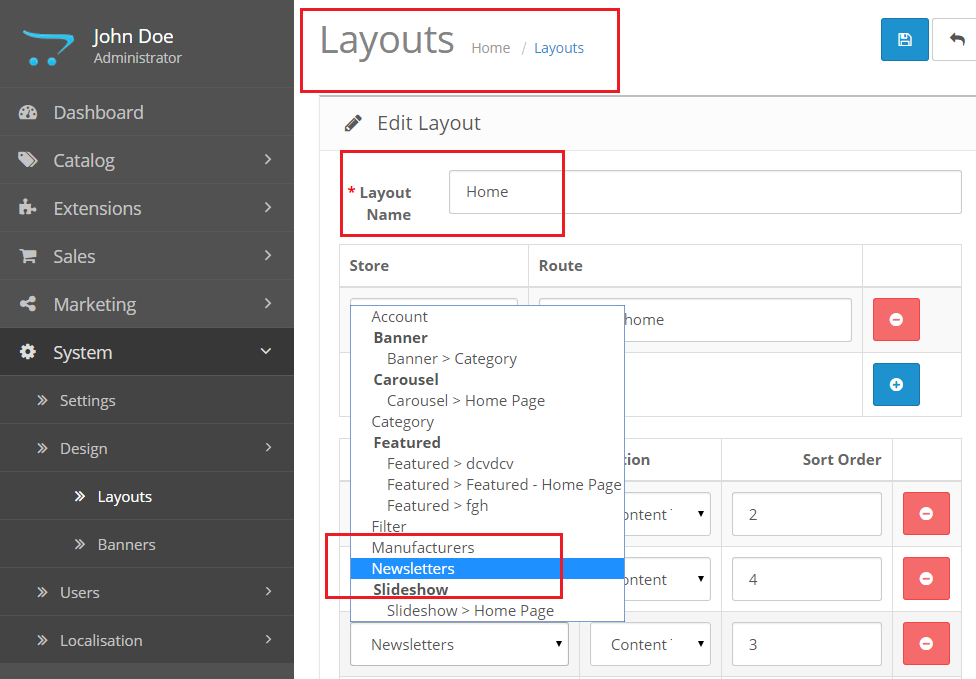 John Doe
Administrator
Dashboard
Catalog
Extensions
Sales
Marketing
System
Settings
Design
Layouts
Banners
Users
Localisation
Layouts Home / Layouts
Edit Layout
* Layout Name Home
Store Route
home
Account
Banner
Banner > Category
Carousel
Carousel > Home Page
Category
Featured
Featured > dcvdcv
Featured > Featured - Home Page
Featured > fgh
Filter
Manufacturers
Newsletters
Slideshow
Slideshow > Home Page
Sort Order
2
4
Newsletters Content 3